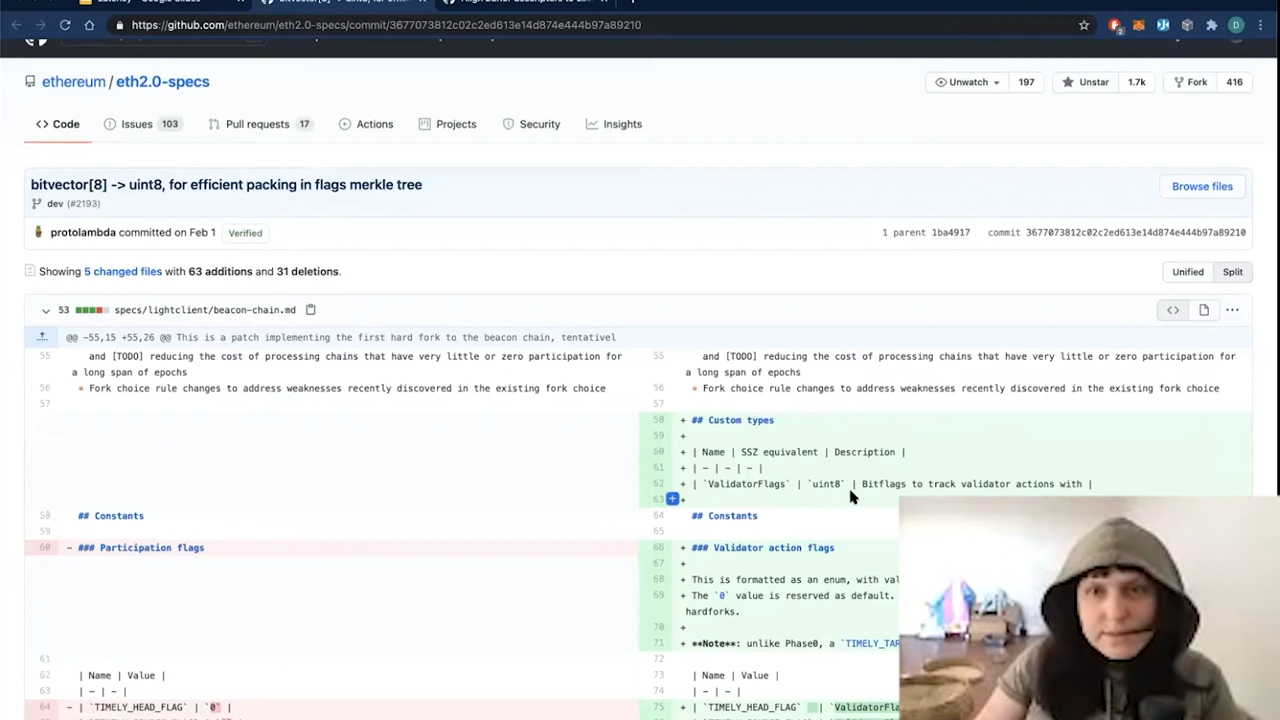 https://github.com/ethereum/eth2.0-specs/commit/3677073812c02c2ed613e14d874e444b97a89210
2
D
ethereum / eth2.0-specs
Unwatch 197
Unstar 1.7k
Fork 416
<> Code
Issues 103
Pull requests 17
Actions
Projects
Security
Insights
bitvector[8] -> uint8, for efficient packing in flags merkle tree
Browse files
dev (#2193)
protolambda committed on Feb 1 Verified
1 parent 1ba4917 commit 3677073812c02c2ed613e14d874e444b97a89210
Showing 5 changed files with 63 additions and 31 deletions.
Unified Split
53 specs/lightclient/beacon-chain.md
@@ -55,15 +55,26 @@ This is a patch implementing the first hard fork to the beacon chain, tentativel
55 and [TODO] reducing the cost of processing chains that have very little or zero participation for
a long span of epochs
56 * Fork choice rule changes to address weaknesses recently discovered in the existing fork choice
57
58 ## Constants
59
60 - ### Participation flags
61
62 | Name | Value |
63 | - | - |
64 - | `TIMELY_HEAD_FLAG` | `0` |
55 and [TODO] reducing the cost of processing chains that have very little or zero participation for
a long span of epochs
56 * Fork choice rule changes to address weaknesses recently discovered in the existing fork choice
57
58 + ## Custom types
59 +
60 + | Name | SSZ equivalent | Description |
61 + | - | - | - |
62 + | `ValidatorFlags` | `uint8` | Bitflags to track validator actions with |
63 +
64 ## Constants
65
66 + ### Validator action flags
67 +
68 + This is formatted as an enum, with val
69 + The `0` value is reserved as default.
hardforks.
70 +
71 + **Note**: unlike Phase0, a `TIMELY_TAR
72
73 | Name | Value |
74 | - | - |
75 + | `TIMELY_HEAD_FLAG` | `ValidatorFla